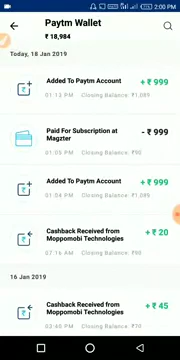 2:00 PM
Paytm Wallet
₹ 18,984
Today, 18 Jan 2019
Added To Paytm Account
+ ₹ 999
01:13 PM Closing Balance: ₹1,089
Paid For Subscription at
Magzter
- ₹ 999
01:05 PM Closing Balance: ₹90
Added To Paytm Account
+ ₹ 999
01:04 PM Closing Balance: ₹1,089
Cashback Received from
Moppomobi Technologies
+ ₹ 20
07:16 AM Closing Balance: ₹90
16 Jan 2019
Cashback Received from
Moppomobi Technologies
+ ₹ 45
03:46 PM Closing Balance: ₹70